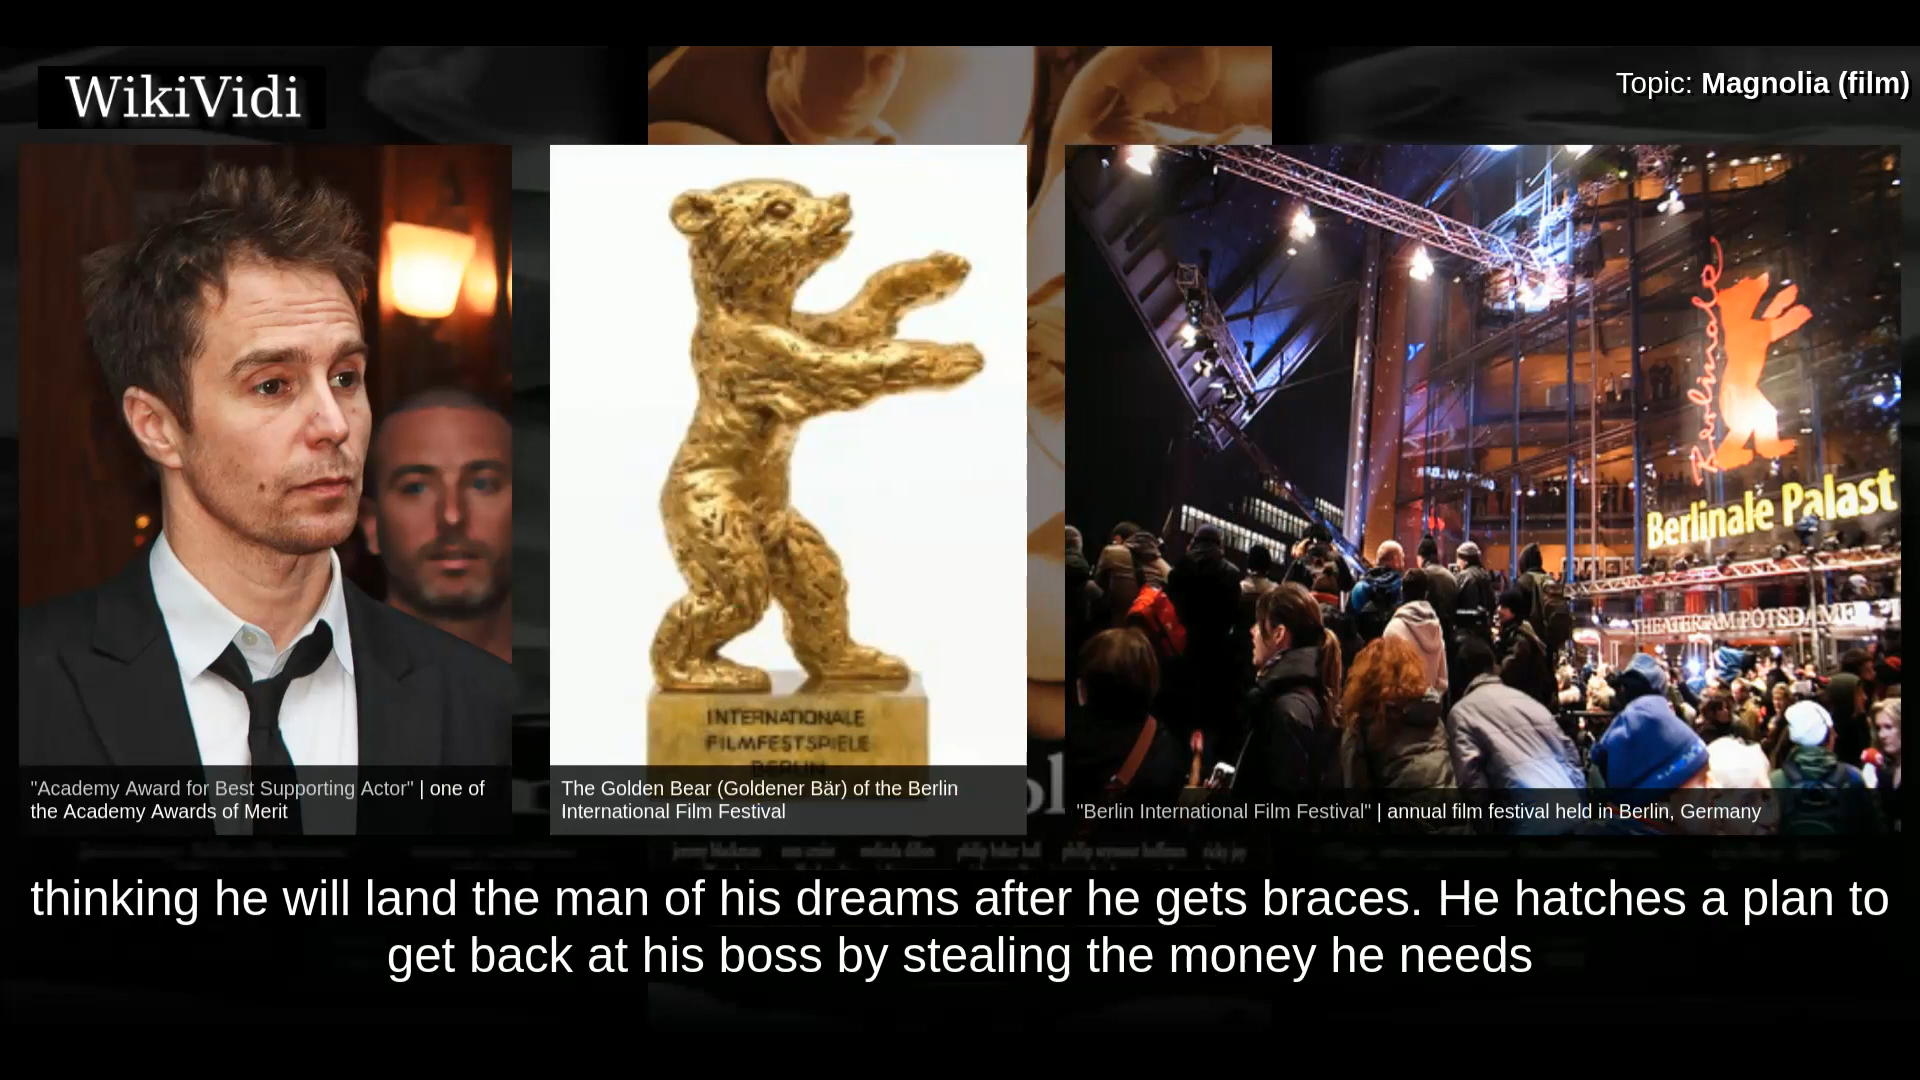 WikiVidi
Topic: Magnolia (film)
Berlinale
Berlinale Palast
THEATER AM POTSDAMER
INTERNATIONALE
FILMFESTSPIELE
BERLIN
"Academy Award for Best Supporting Actor" | one of
the Academy Awards of Merit
The Golden Bear (Goldener Bär) of the Berlin
International Film Festival
"Berlin International Film Festival" | annual film festival held in Berlin, Germany
thinking he will land the man of his dreams after he gets braces. He hatches a plan to
get back at his boss by stealing the money he needs